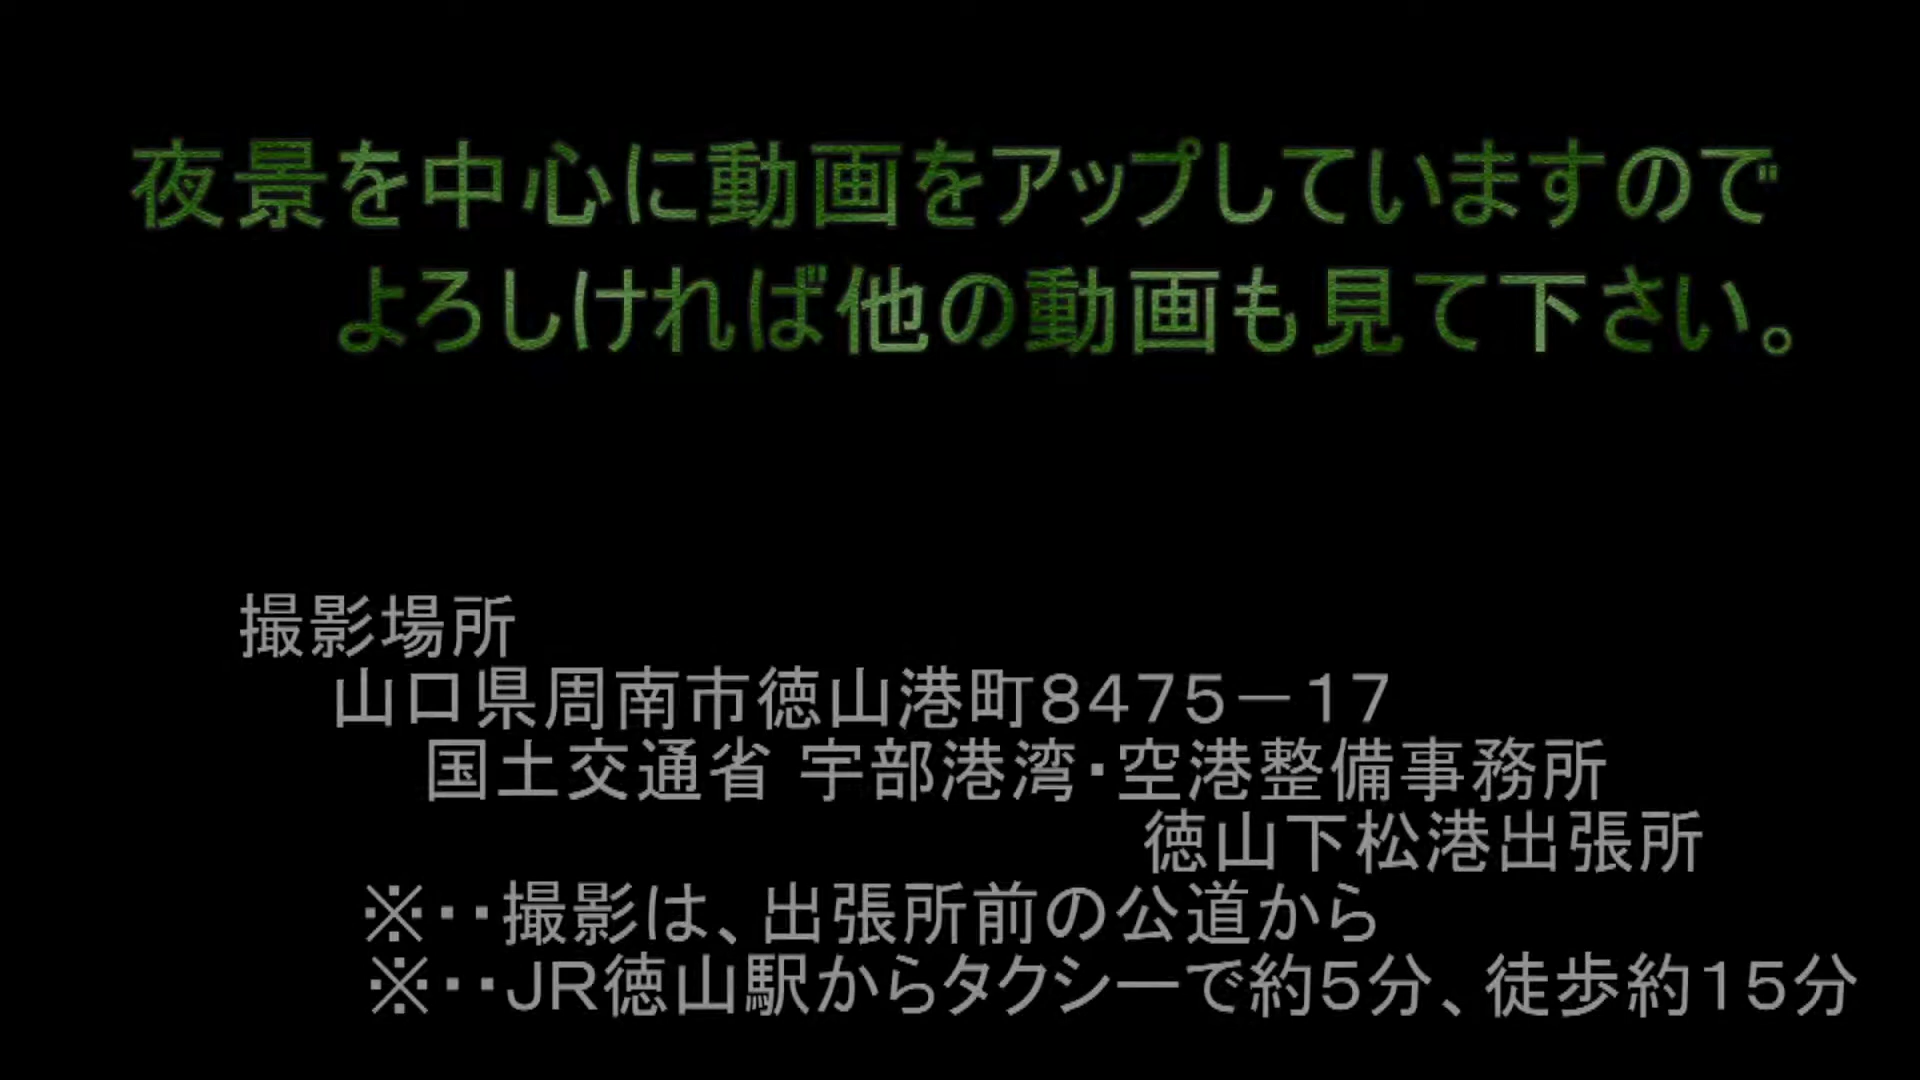 夜景を中心に動画をアップしていますので
よろしければ他の動画も見て下さい。
撮影場所
山口県周南市徳山港町8475－17
国土交通省 宇部港湾・空港整備事務所
徳山下松港出張所
※・・撮影は、出張所前の公道から
※・・JR徳山駅からタクシーで約5分、徒歩約15分